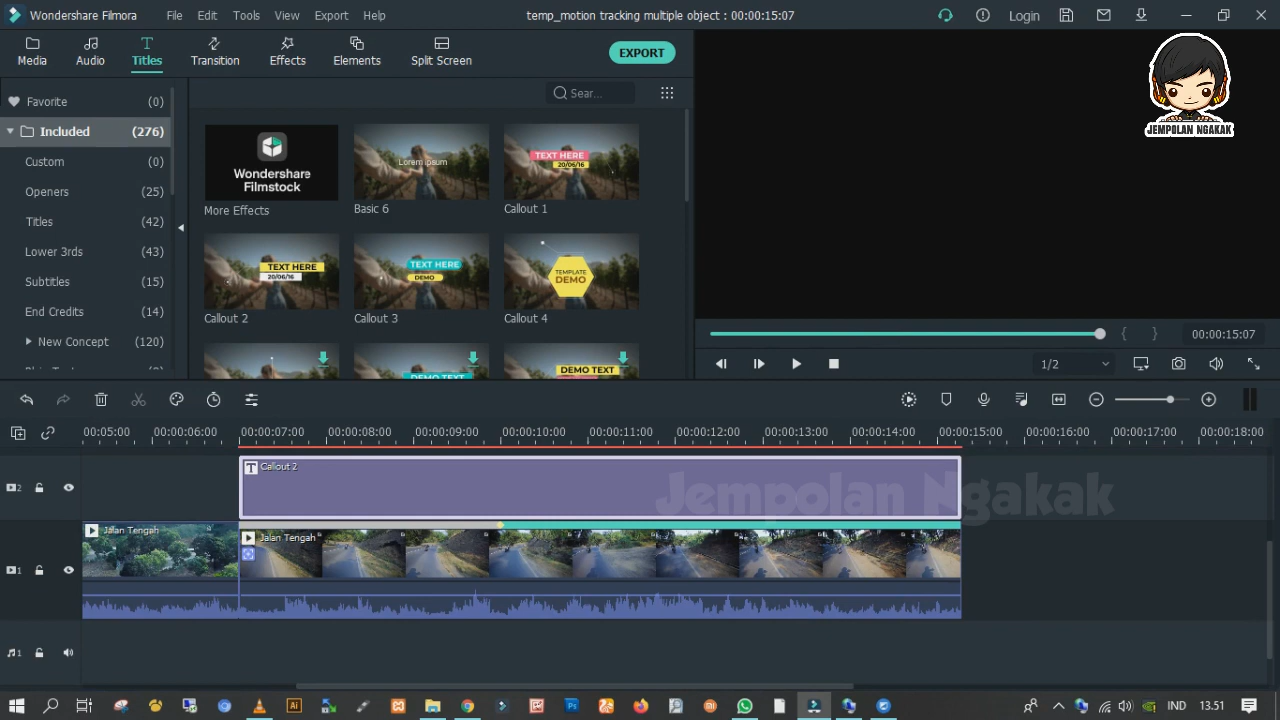 Wondershare Filmora File Edit Tools View Export Help temp_motion tracking multiple object : 00:00:15:07 Login
Media Audio Titles Transition Effects Elements Split Screen EXPORT
JEMPOLAN NGAKAK
Sear...
Favorite (0)
Included (276)
Custom (0)
Openers (25)
Titles (42)
Lower 3rds (43)
Subtitles (15)
End Credits (14)
New Concept (120)
Wondershare
Filmstock
More Effects
Lorem ipsum
Basic 6
TEXT HERE
20/06/16
Callout 1
TEXT HERE
20/06/16
Callout 2
TEXT HERE
DEMO
Callout 3
TEMPLATE
DEMO
Callout 4
DEMO TEXT
DEMO TEXT
00:00:15:07
1/2
00:05:00 00:00:06:00 00:00:07:00 00:00:08:00 00:00:09:00 00:00:10:00 00:00:11:00 00:00:12:00 00:00:13:00 00:00:14:00 00:00:15:00 00:00:16:00 00:00:17:00 00:00:18:00
2
T Callout 2
Jempolan Ngakak
1
Jalan Tengah
Jalan Tengah
1
Ai
IND 13.51